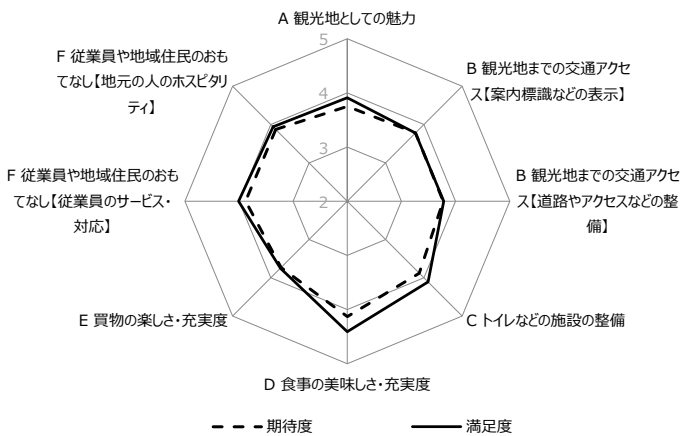 A 観光地としての魅力
5
4
3
2
B 観光地までの交通アクセ
ス【案内標識などの表示】
B 観光地までの交通アクセ
ス【道路やアクセスなどの整
備】
C トイレなどの施設の整備
D 食事の美味しさ・充実度
E 買物の楽しさ・充実度
F 従業員や地域住民のおも
てなし【従業員のサービス・
対応】
F 従業員や地域住民のおも
てなし【地元の人のホスピタリ
ティ】
期待度
満足度